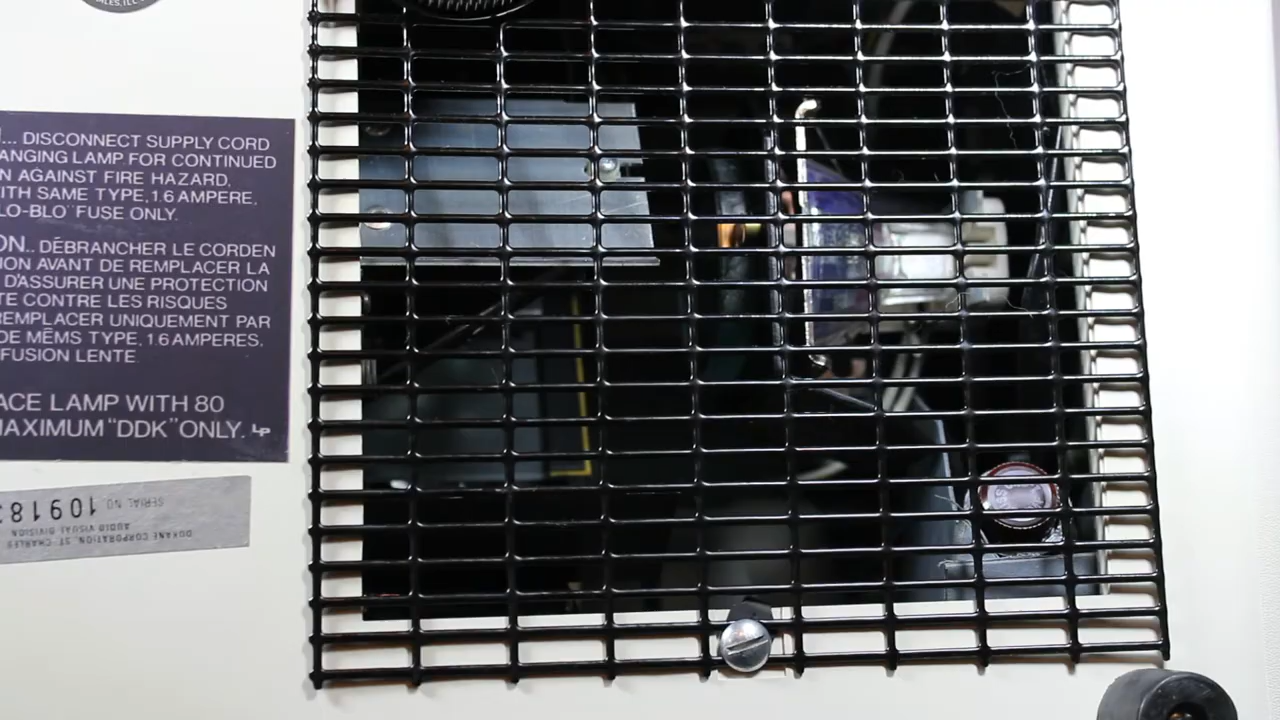 ALES, ILL.
... DISCONNECT SUPPLY CORD
ANGING LAMP FOR CONTINUED
N AGAINST FIRE HAZARD,
ITH SAME TYPE, 1.6 AMPERE,
LO-BLO" FUSE ONLY.
ON.. DÉBRANCHER LE CORDEN
ION AVANT DE REMPLACER LA
D'ASSURER UNE PROTECTION
TE CONTRE LES RISQUES
REMPLACER UNIQUEMENT PAR
DE MÊMS TYPE, 1.6 AMPERES.
FUSION LENTE.
ACE LAMP WITH 80
MAXIMUM "DDK" ONLY. LP
DUKANE CORPORATION, ST. CHARLES
AUDIO VISUAL DIVISION
SERIAL NO 10918